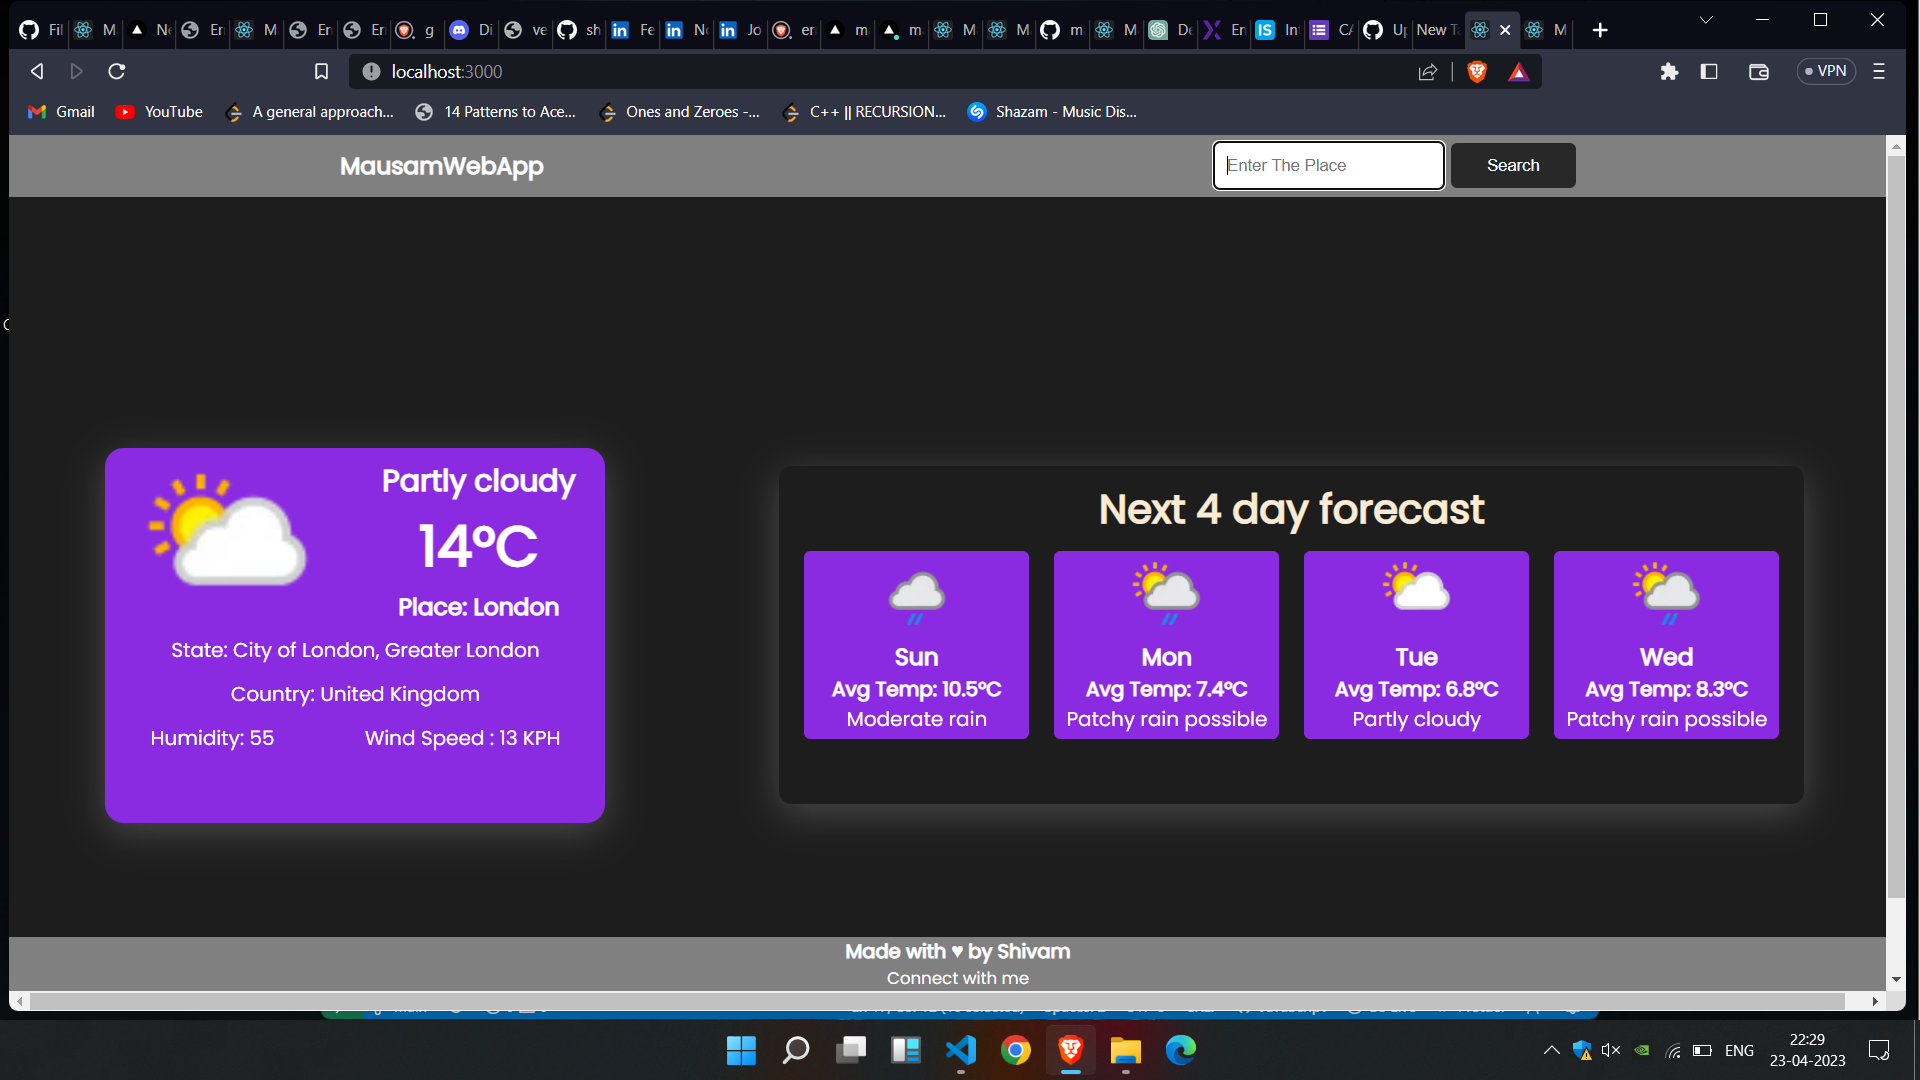 Fil
M
Ne
Er
M
Er
Er
g
Di
ve
sh
Fe
Ne
Jo
er
m
m
M
M
m
M
De
En
In
CA
Up
New Ta
M
localhost:3000
VPN
Gmail
YouTube
A general approach...
14 Patterns to Ace...
Ones and Zeroes -...
C++ || RECURSION...
Shazam - Music Dis...
MausamWebApp
Enter The Place
Search
Partly cloudy
14°C
Place: London
State: City of London, Greater London
Country: United Kingdom
Humidity: 55
Wind Speed : 13 KPH
Next 4 day forecast
Sun
Avg Temp: 10.5°C
Moderate rain
Mon
Avg Temp: 7.4°C
Patchy rain possible
Tue
Avg Temp: 6.8°C
Partly cloudy
Wed
Avg Temp: 8.3°C
Patchy rain possible
Made with ♥ by Shivam
Connect with me
ENG
22:29
23-04-2023